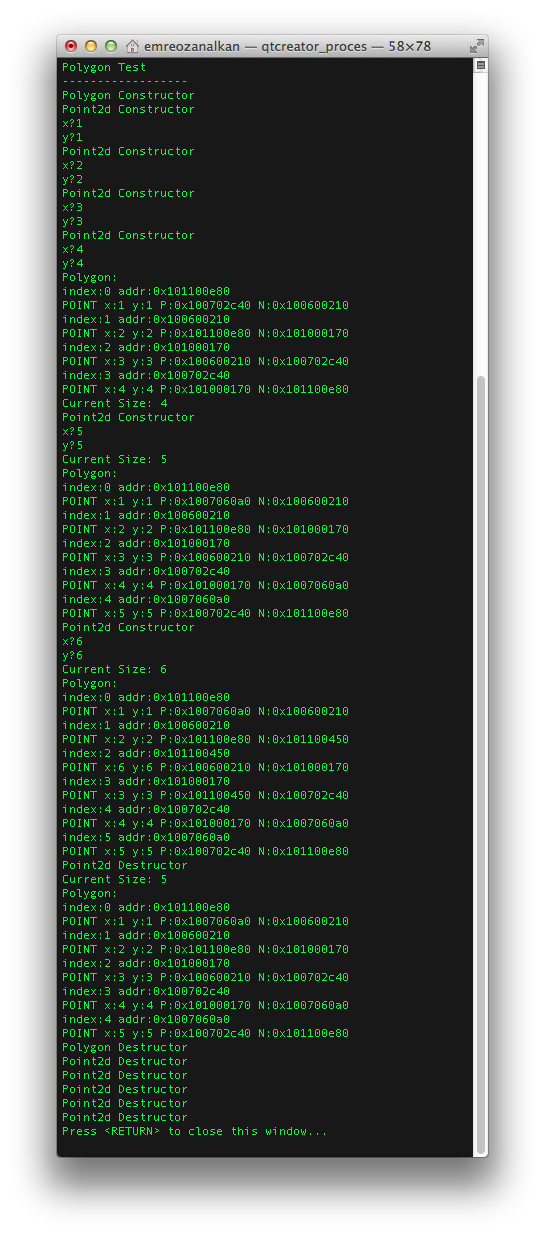 emreozanalkan — qtcreator_proces — 58×78
Polygon Test
------------------
Polygon Constructor
Point2d Constructor
x?1
y?1
Point2d Constructor
x?2
y?2
Point2d Constructor
x?3
y?3
Point2d Constructor
x?4
y?4
Polygon:
index:0 addr:0x101100e80
POINT x:1 y:1 P:0x100702c40 N:0x100600210
index:1 addr:0x100600210
POINT x:2 y:2 P:0x101100e80 N:0x101000170
index:2 addr:0x101000170
POINT x:3 y:3 P:0x100600210 N:0x100702c40
index:3 addr:0x100702c40
POINT x:4 y:4 P:0x101000170 N:0x101100e80
Current Size: 4
Point2d Constructor
x?5
y?5
Current Size: 5
Polygon:
index:0 addr:0x101100e80
POINT x:1 y:1 P:0x1007060a0 N:0x100600210
index:1 addr:0x100600210
POINT x:2 y:2 P:0x101100e80 N:0x101000170
index:2 addr:0x101000170
POINT x:3 y:3 P:0x100600210 N:0x100702c40
index:3 addr:0x100702c40
POINT x:4 y:4 P:0x101000170 N:0x1007060a0
index:4 addr:0x1007060a0
POINT x:5 y:5 P:0x100702c40 N:0x101100e80
Point2d Constructor
x?6
y?6
Current Size: 6
Polygon:
index:0 addr:0x101100e80
POINT x:1 y:1 P:0x1007060a0 N:0x100600210
index:1 addr:0x100600210
POINT x:2 y:2 P:0x101100e80 N:0x101100450
index:2 addr:0x101100450
POINT x:6 y:6 P:0x100600210 N:0x101000170
index:3 addr:0x101000170
POINT x:3 y:3 P:0x101100450 N:0x100702c40
index:4 addr:0x100702c40
POINT x:4 y:4 P:0x101000170 N:0x1007060a0
index:5 addr:0x1007060a0
POINT x:5 y:5 P:0x100702c40 N:0x101100e80
Point2d Destructor
Current Size: 5
Polygon:
index:0 addr:0x101100e80
POINT x:1 y:1 P:0x1007060a0 N:0x100600210
index:1 addr:0x100600210
POINT x:2 y:2 P:0x101100e80 N:0x101000170
index:2 addr:0x101000170
POINT x:3 y:3 P:0x100600210 N:0x100702c40
index:3 addr:0x100702c40
POINT x:4 y:4 P:0x101000170 N:0x1007060a0
index:4 addr:0x1007060a0
POINT x:5 y:5 P:0x100702c40 N:0x101100e80
Polygon Destructor
Point2d Destructor
Point2d Destructor
Point2d Destructor
Point2d Destructor
Point2d Destructor
Press <RETURN> to close this window...